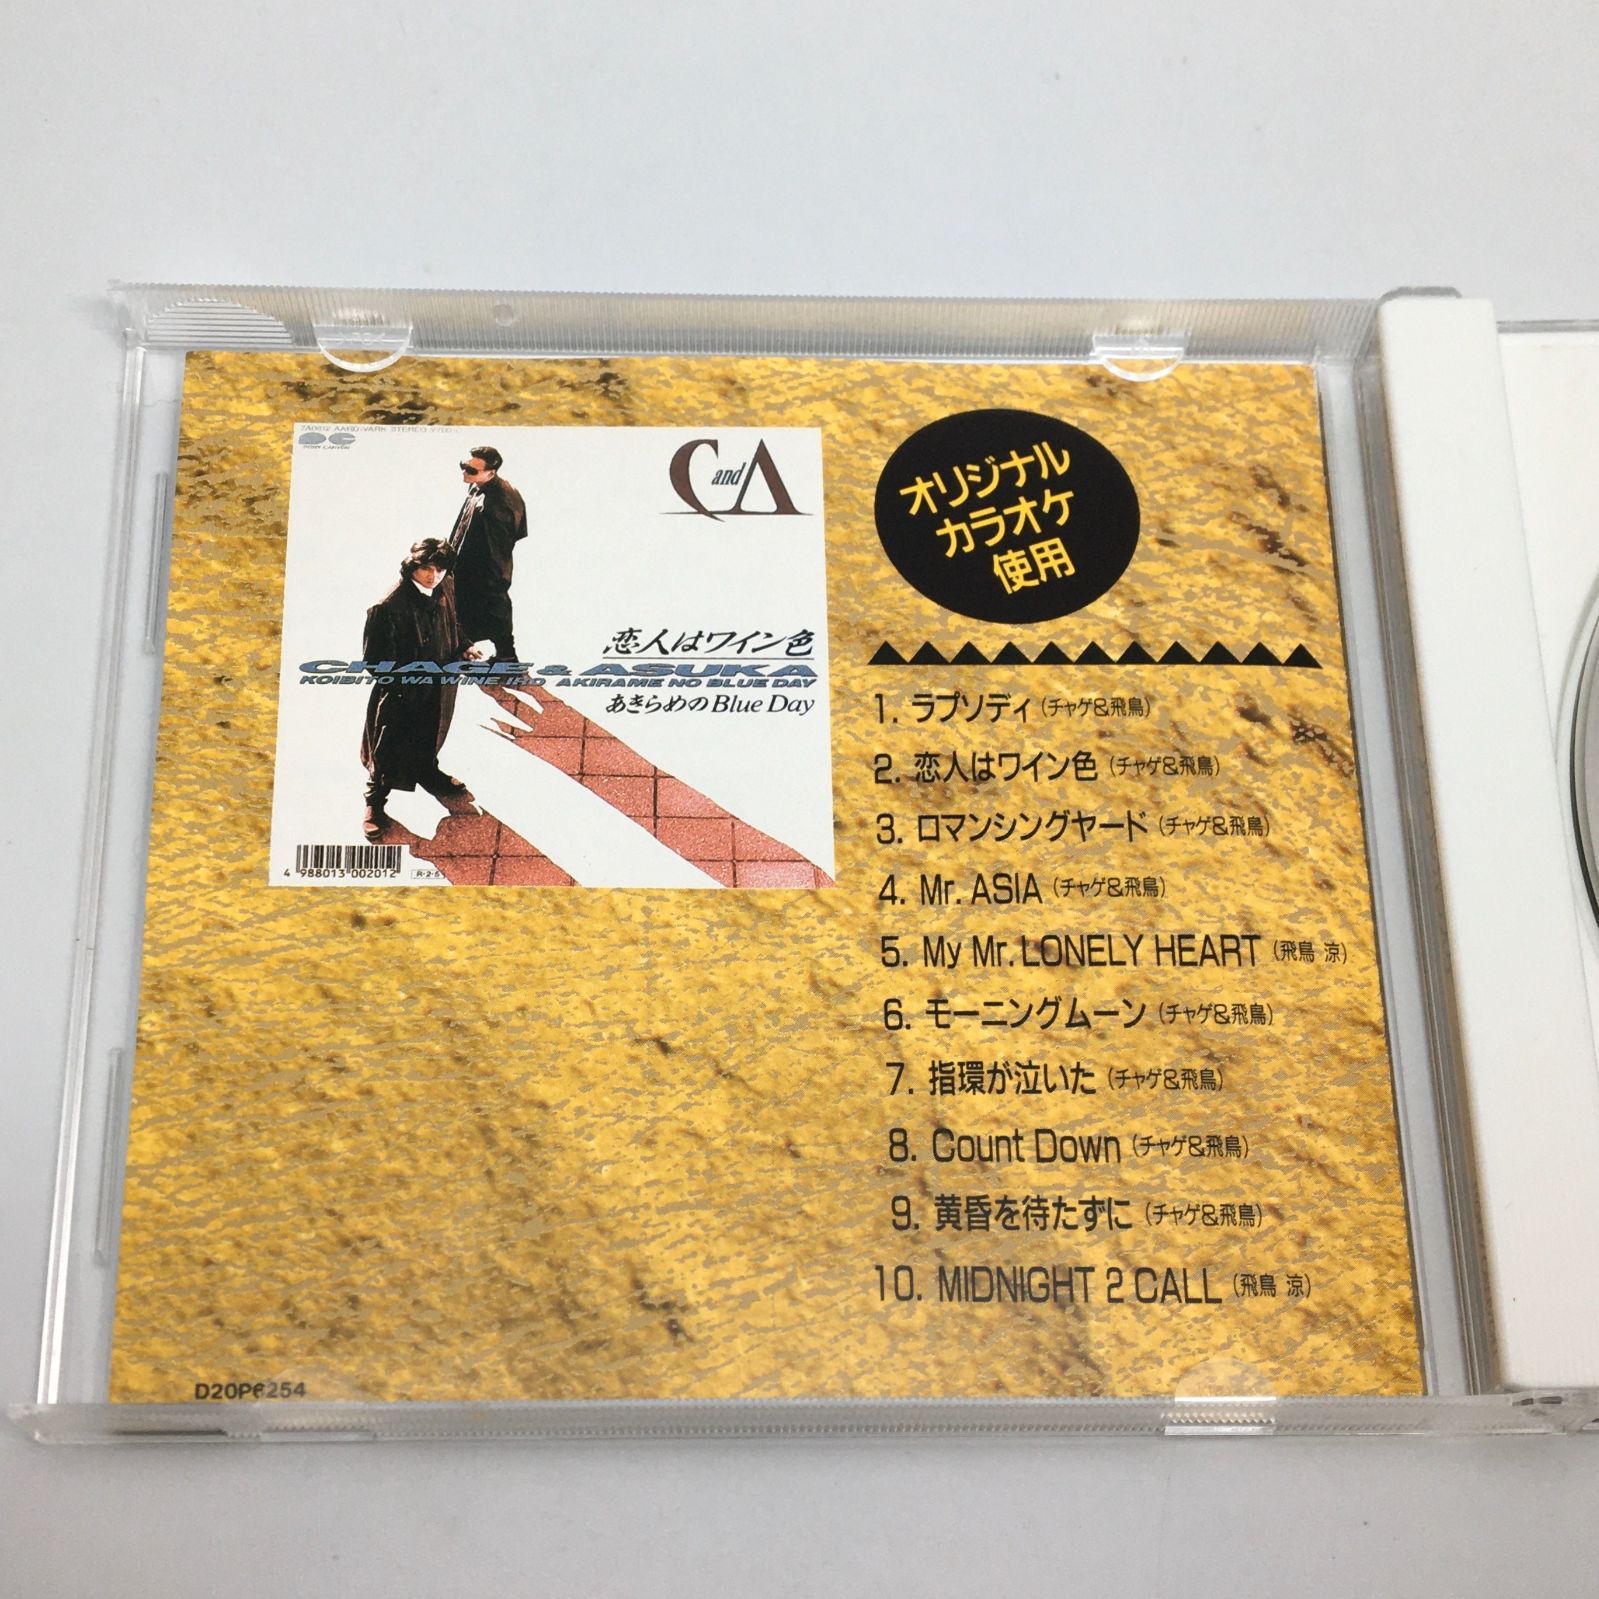 7A0812 AARD-VARK STEREO
PONY CANYON
C and A
恋人はワイン色
CHAGE & ASUKA
KOIBITO WA WINE IRO AKIRAME NO BLUE DAY
あきらめのBlue Day
4 988013 002012
R-2·5
オリジナル
カラオケ
使用
1. ラプソディ (チャゲ&飛鳥)
2. 恋人はワイン色 (チャゲ&飛鳥)
3. ロマンシングヤード (チャゲ&飛鳥)
4. Mr. ASIA (チャゲ&飛鳥)
5. My Mr. LONELY HEART (飛鳥 涼)
6. モーニングムーン (チャゲ&飛鳥)
7. 指環が泣いた (チャゲ&飛鳥)
8. Count Down (チャゲ&飛鳥)
9. 黄昏を待たずに (チャゲ&飛鳥)
10. MIDNIGHT 2 CALL (飛鳥 涼)
D20P6254